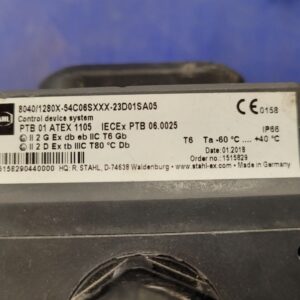 STAHL
8040/1280X-54C06SXXX-23D01SA05
Control device system
PTB 01 ATEX 1105 IECEx PTB 06.0025
II 2 G Ex db eb IIC T6 Gb
II 2 D Ex tb IIIC T80 °C Db
CE 0158
IP66
T6 Ta -60 °C .... +40 °C
Date: 01.2018
Order no.: 1515829
5158290440000 HQ: R. STAHL, D-74638 Waldenburg - www.stahl-ex.com - Made in Germany